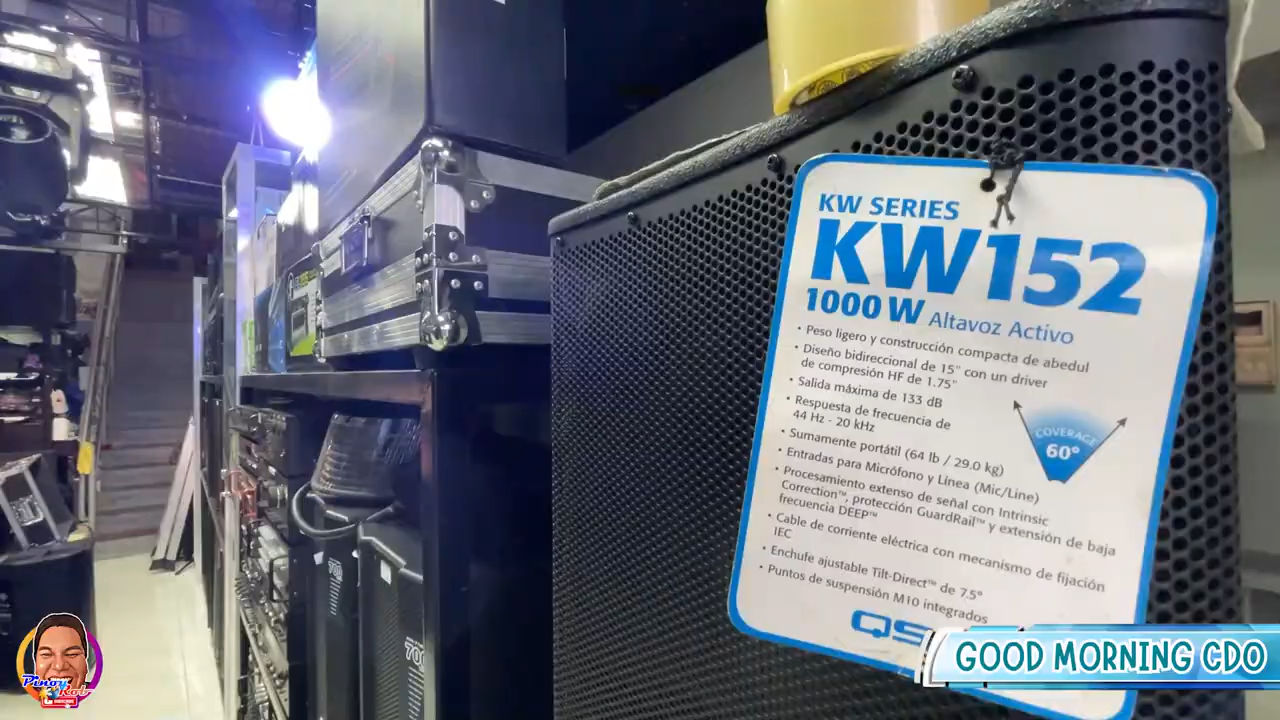 KW SERIES
KW152
1000 W Altavoz Activo
• Peso ligero y construcción compacta de abedul
• Diseño bidireccional de 15" con un driver
de compresión HF de 1.75"
• Salida máxima de 133 dB
• Respuesta de frecuencia de
44 Hz - 20 kHz
• Sumamente portátil (64 lb / 29.0 kg)
• Entradas para Micrófono y Línea (Mic/Line)
• Procesamiento extenso de señal con Intrinsic
Correction™, protección GuardRail™ y extensión de baja
frecuencia DEEP™
• Cable de corriente eléctrica con mecanismo de fijación
IEC
• Enchufe ajustable Tilt-Direct™ de 7.5°
• Puntos de suspensión M10 integrados
COVERAGE
60°
QS
GOOD MORNING CDO
Pinoy
Kol